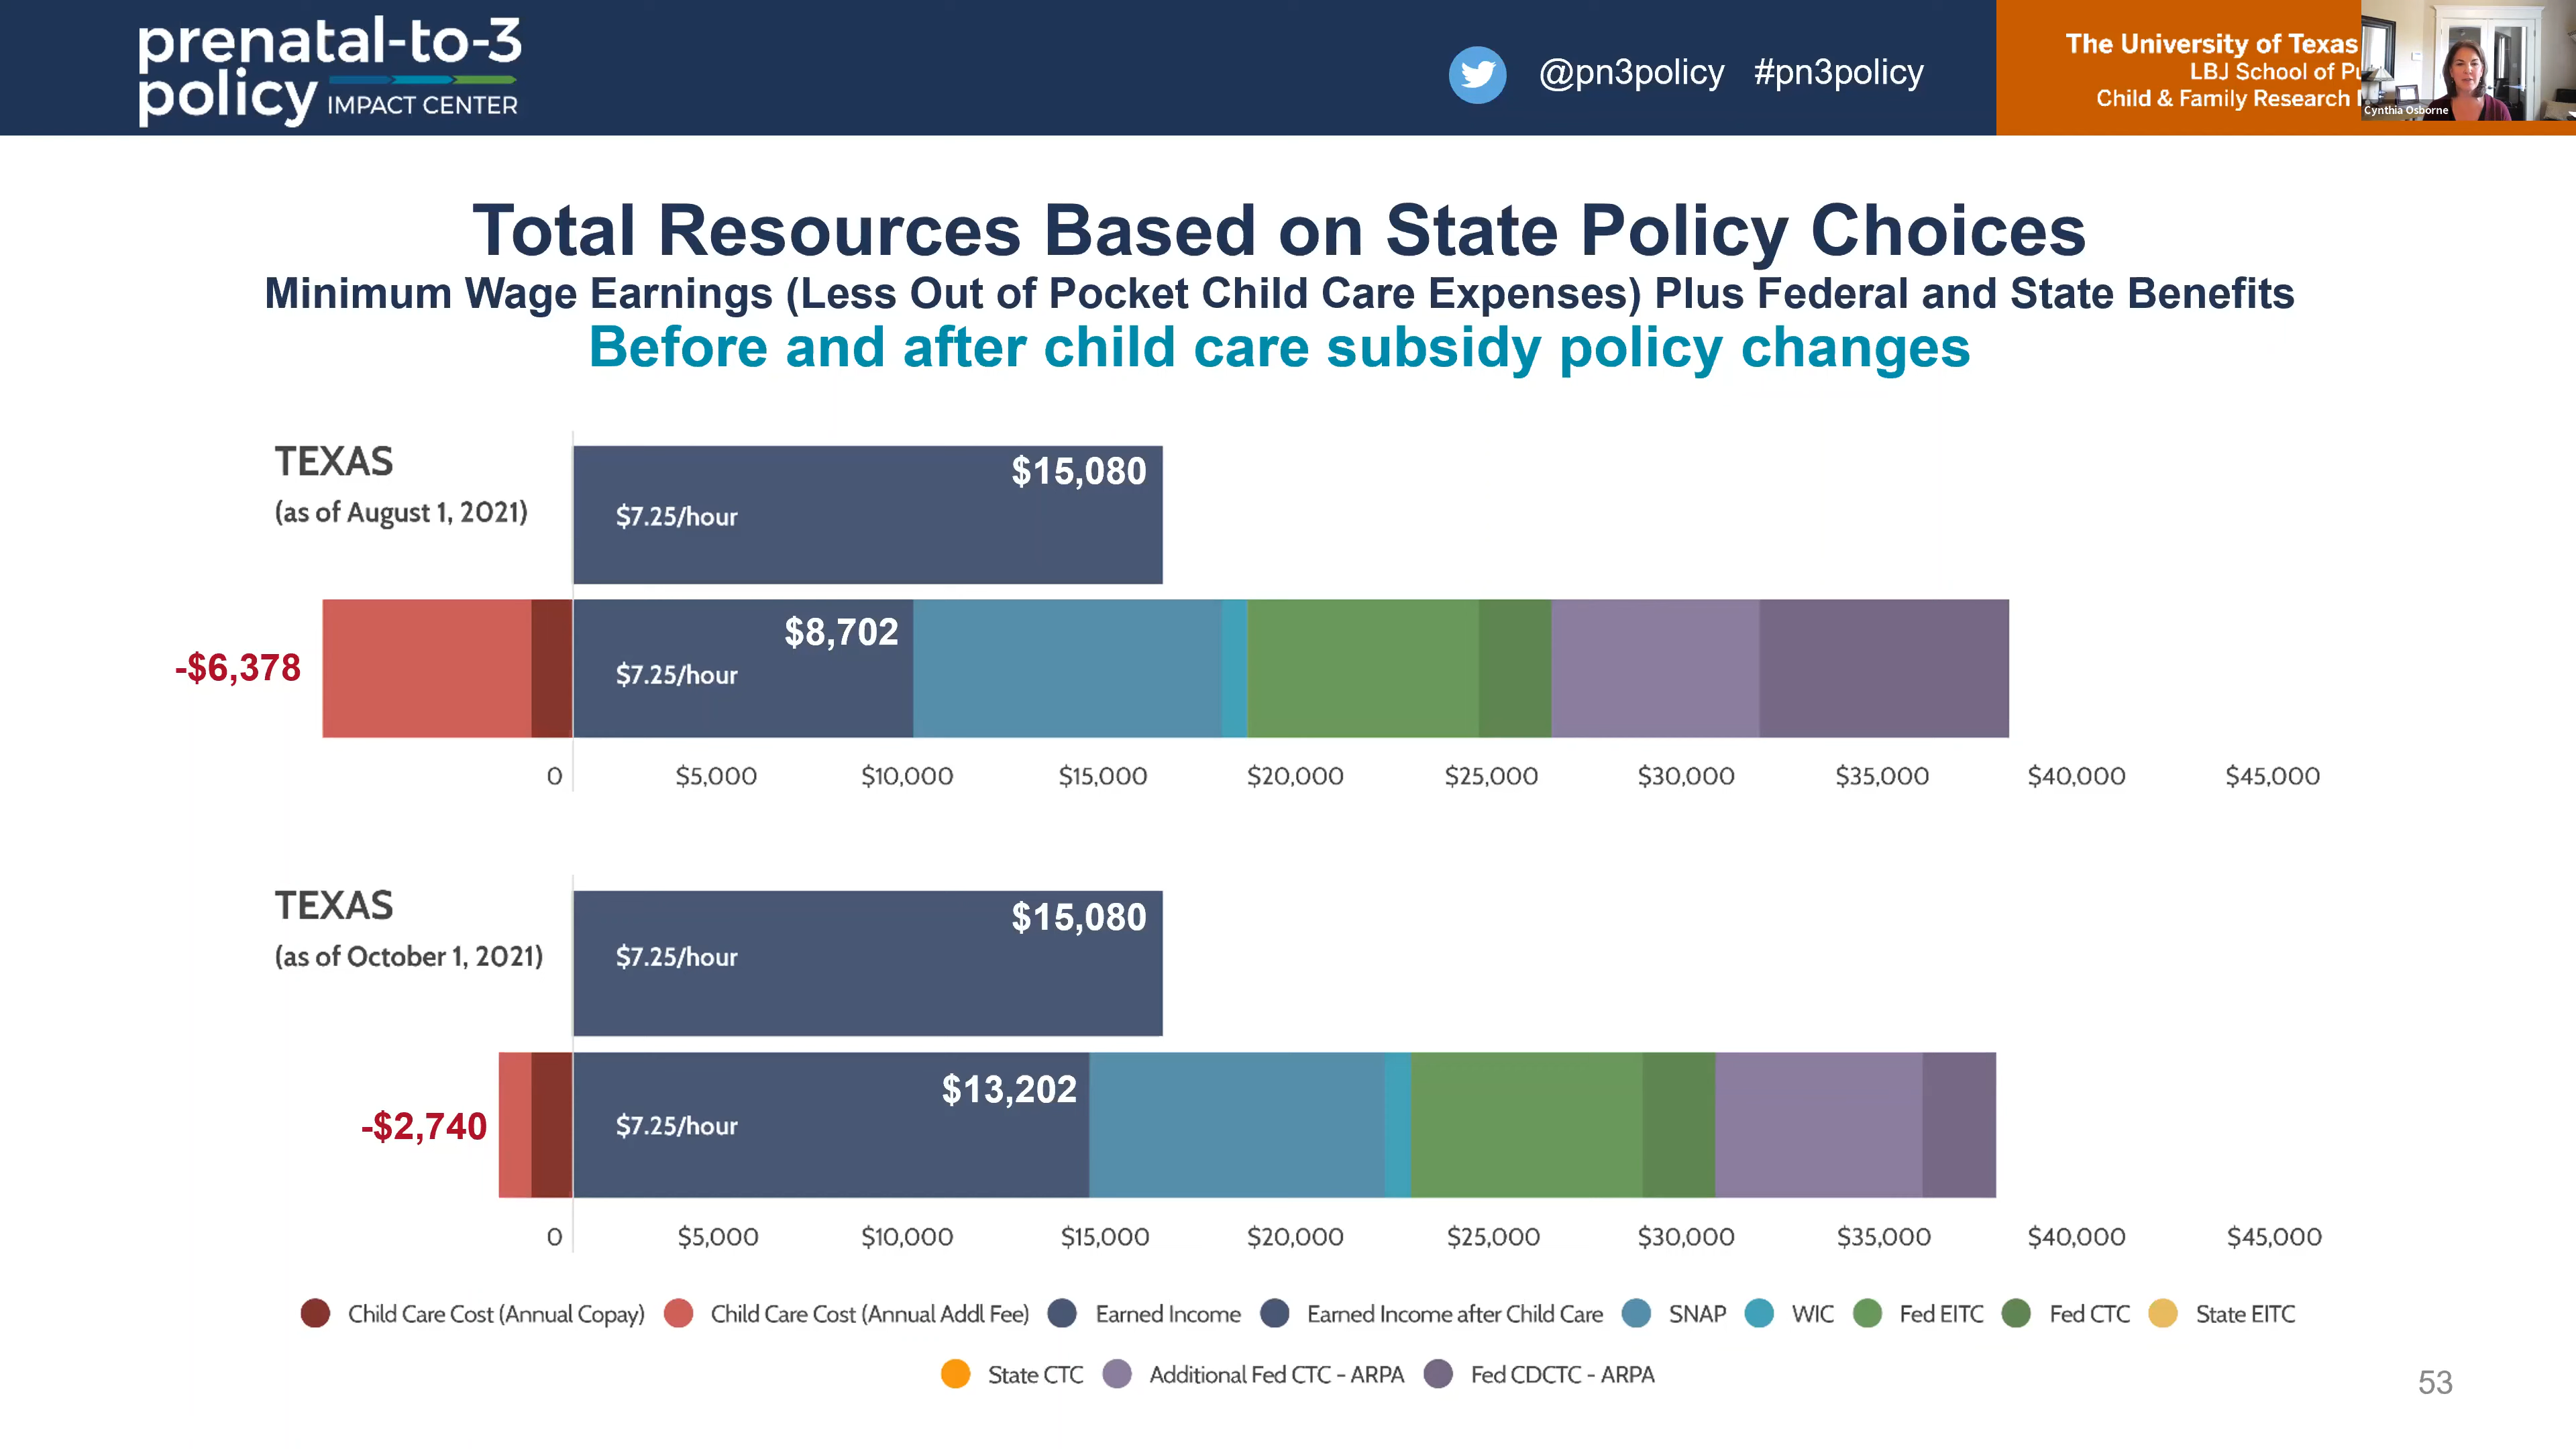 prenatal-to-3
policy IMPACT CENTER
@pn3policy #pn3policy
The University of Texas
LBJ School of
Child & Family Research
Cynthia Osborne
Total Resources Based on State Policy Choices
Minimum Wage Earnings (Less Out of Pocket Child Care Expenses) Plus Federal and State Benefits
Before and after child care subsidy policy changes
TEXAS
(as of August 1, 2021)
$15,080
$7.25/hour
-$6,378
$8,702
$7.25/hour
0 $5,000 $10,000 $15,000 $20,000 $25,000 $30,000 $35,000 $40,000 $45,000
TEXAS
(as of October 1, 2021)
$15,080
$7.25/hour
-$2,740
$13,202
$7.25/hour
0 $5,000 $10,000 $15,000 $20,000 $25,000 $30,000 $35,000 $40,000 $45,000
Child Care Cost (Annual Copay) Child Care Cost (Annual Addl Fee) Earned Income Earned Income after Child Care SNAP WIC Fed EITC Fed CTC State EITC
State CTC Additional Fed CTC - ARPA Fed CDCTC - ARPA
53